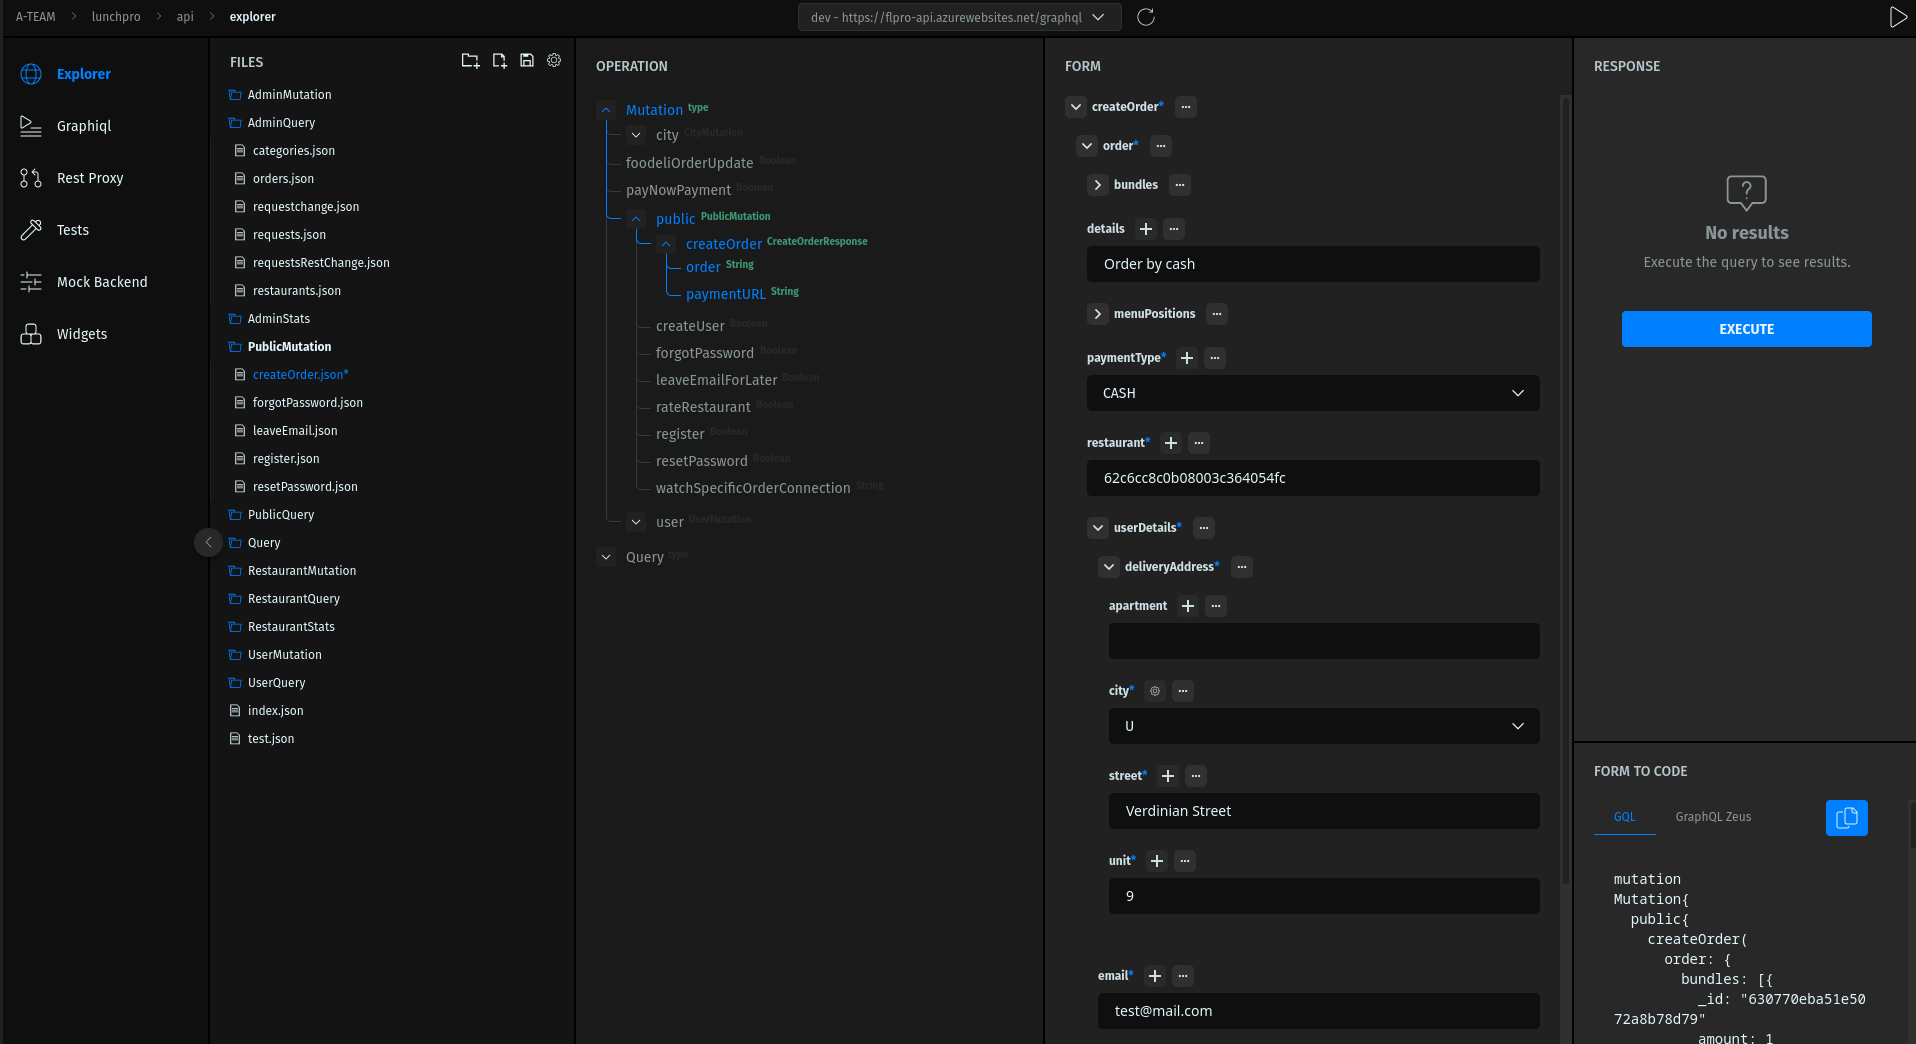 A-TEAM > lunchpro > api > explorer
dev - https://flpro-api.azurewebsites.net/graphql
Explorer
Graphiql
Rest Proxy
Tests
Mock Backend
Widgets
FILES
AdminMutation
AdminQuery
categories.json
orders.json
requestchange.json
requests.json
requestsRestChange.json
restaurants.json
AdminStats
PublicMutation
createOrder.json*
forgotPassword.json
leaveEmail.json
register.json
resetPassword.json
PublicQuery
Query
RestaurantMutation
RestaurantQuery
RestaurantStats
UserMutation
UserQuery
index.json
test.json
OPERATION
Mutation type
city CityMutation
foodeliOrderUpdate Boolean
payNowPayment Boolean
public PublicMutation
createOrder CreateOrderResponse
order String
paymentURL String
createUser Boolean
forgotPassword Boolean
leaveEmailForLater Boolean
rateRestaurant Boolean
register Boolean
resetPassword Boolean
watchSpecificOrderConnection String
user UserMutation
Query type
FORM
createOrder* ...
order* ...
bundles ...
details + ...
Order by cash
menuPositions ...
paymentType* + ...
CASH
restaurant* + ...
62c6cc8c0b08003c364054fc
userDetails* ...
deliveryAddress* ...
apartment + ...
city* ...
U
street* + ...
Verdinian Street
unit* + ...
9
email* + ...
test@mail.com
RESPONSE
?
No results
Execute the query to see results.
EXECUTE
FORM TO CODE
GQL GraphQL Zeus
mutation
Mutation{
public{
createOrder(
order: {
bundles: [{
_id: "630770eba51e50
72a8b78d79"
amount: 1